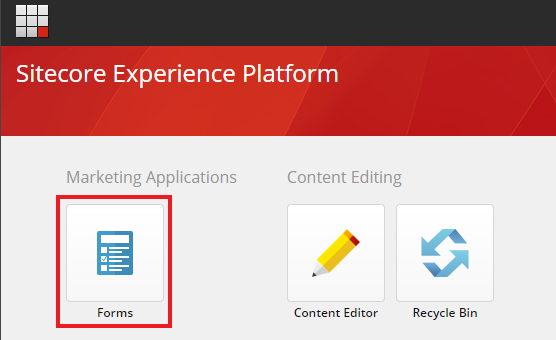 Sitecore Experience Platform
Marketing Applications
Content Editing
Forms
Content Editor
Recycle Bin